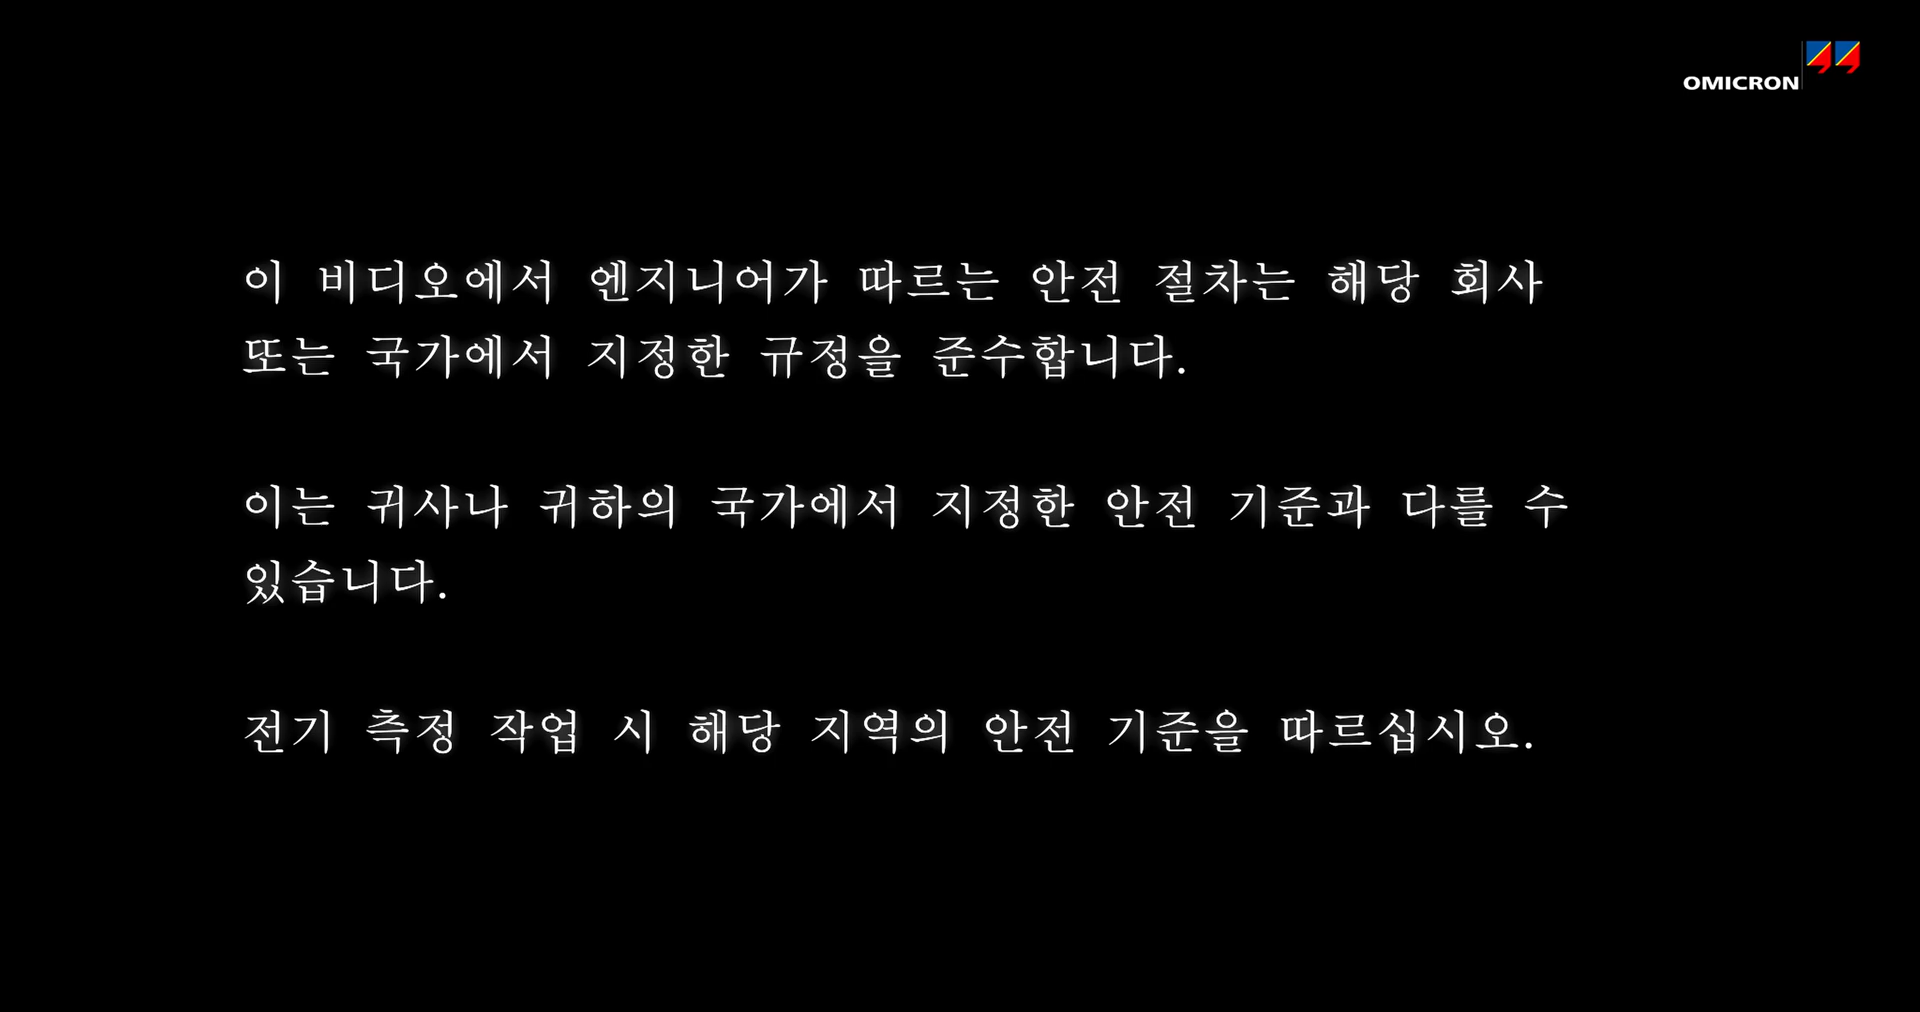 OMICRON
이 비디오에서 엔지니어가 따르는 안전 절차는 해당 회사
또는 국가에서 지정한 규정을 준수합니다.
이는 귀사나 귀하의 국가에서 지정한 안전 기준과 다를 수
있습니다.
전기 측정 작업 시 해당 지역의 안전 기준을 따르십시오.